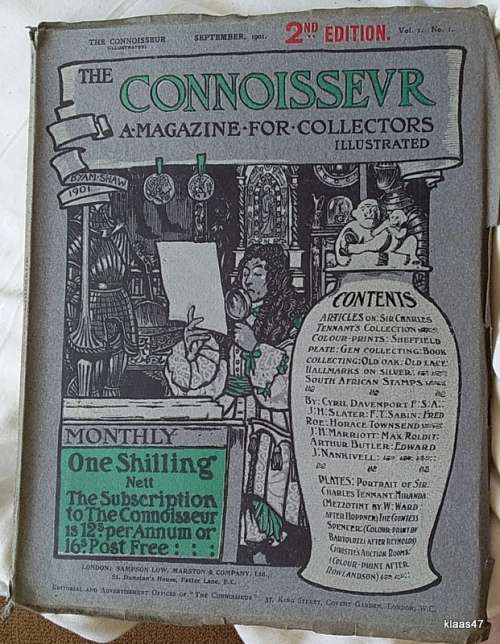 THE CONNOISSEUR
(ILLUSTRATED)
SEPTEMBER, 1901.
2ND EDITION.
Vol. 1. No. 1.
THE CONNOISSEVR
A·MAGAZINE·FOR·COLLECTORS
ILLUSTRATED
BYAM·SHAW
1901
CONTENTS
ARTICLES ON: SIR CHARLES
TENNANT'S COLLECTION
COLOUR-PRINTS: SHEFFIELD
PLATE: GEM COLLECTING: BOOK
COLLECTING: OLD OAK: OLD LACE:
HALLMARKS ON SILVER:
SOUTH AFRICAN STAMPS
BY: CYRIL DAVENPORT F.S.A.:
J.H. SLATER: F.T. SABIN: FRED
ROE: HORACE TOWNSEND
J.H. MARRIOTT: MAX ROLDIT:
ARTHUR BUTLER: EDWARD
J. NANKIVELL:
PLATES: PORTRAIT OF SIR
CHARLES TENNANT: MIRANDA
(MEZZOTINT BY W: WARD
AFTER HOPPNER) THE COUNTESS
SPENCER: (COLOUR-PRINT BY
BARTOLOZZI AFTER REYNOLDS)
CHRISTIE'S AUCTION ROOMS
(COLOUR-PRINT AFTER
ROWLANDSON)
MONTHLY
One Shilling
Nett
The Subscription
to The Connoisseur
is 12s per Annum or
16s Post Free : : :
LONDON: SAMPSON LOW, MARSTON & COMPANY, LTD.,
St. Dunstan's House, Fetter Lane, E.C.
EDITORIAL AND ADVERTISEMENT OFFICES OF "THE CONNOISSEUR": 37, KING STREET, COVENT GARDEN, LONDON, W.C.
klaas47